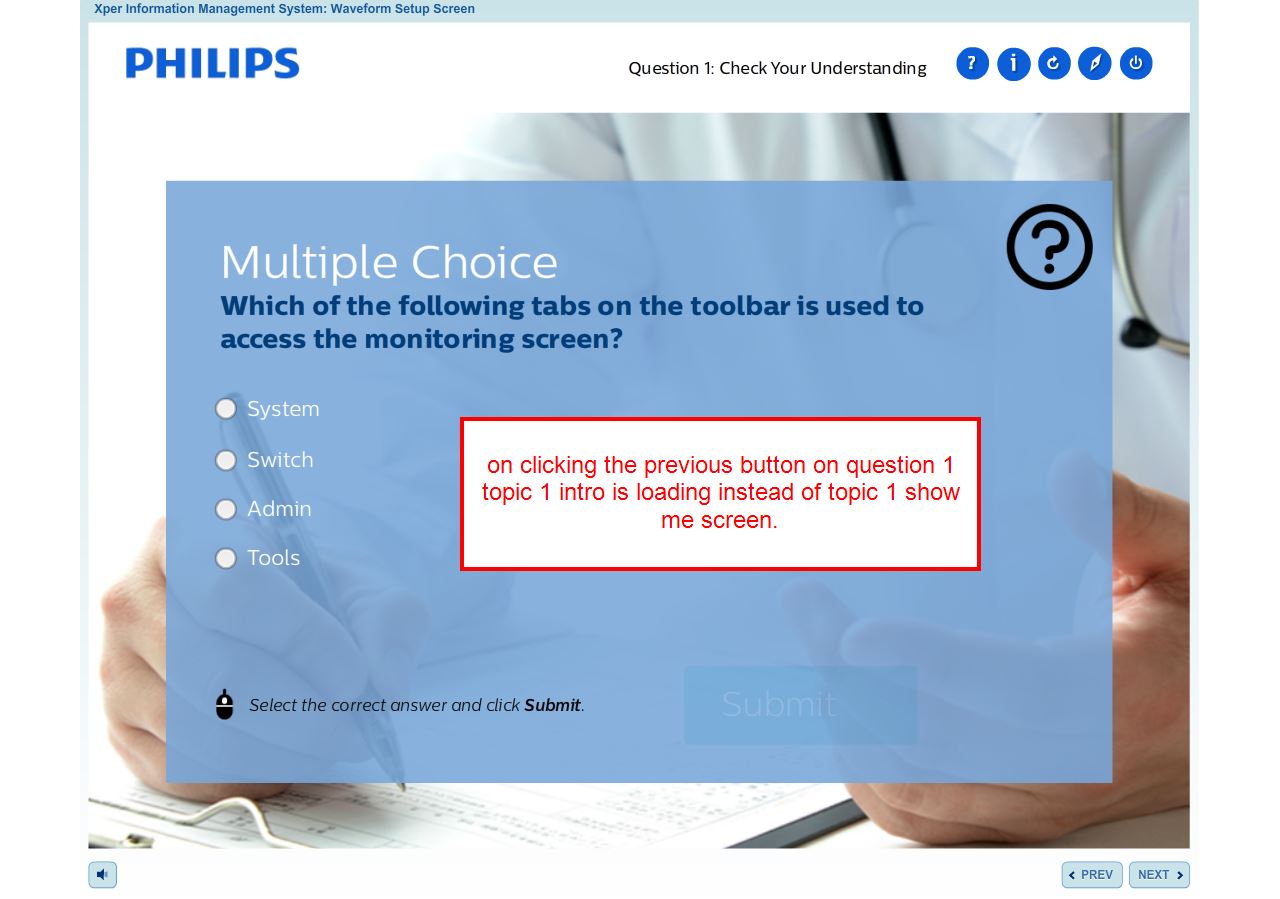 Xper Information Management System: Waveform Setup Screen
PHILIPS
Question 1: Check Your Understanding
Multiple Choice
Which of the following tabs on the toolbar is used to
access the monitoring screen?
System
Switch
Admin
Tools
on clicking the previous button on question 1
topic 1 intro is loading instead of topic 1 show
me screen.
Select the correct answer and click Submit.
Submit
PREV
NEXT